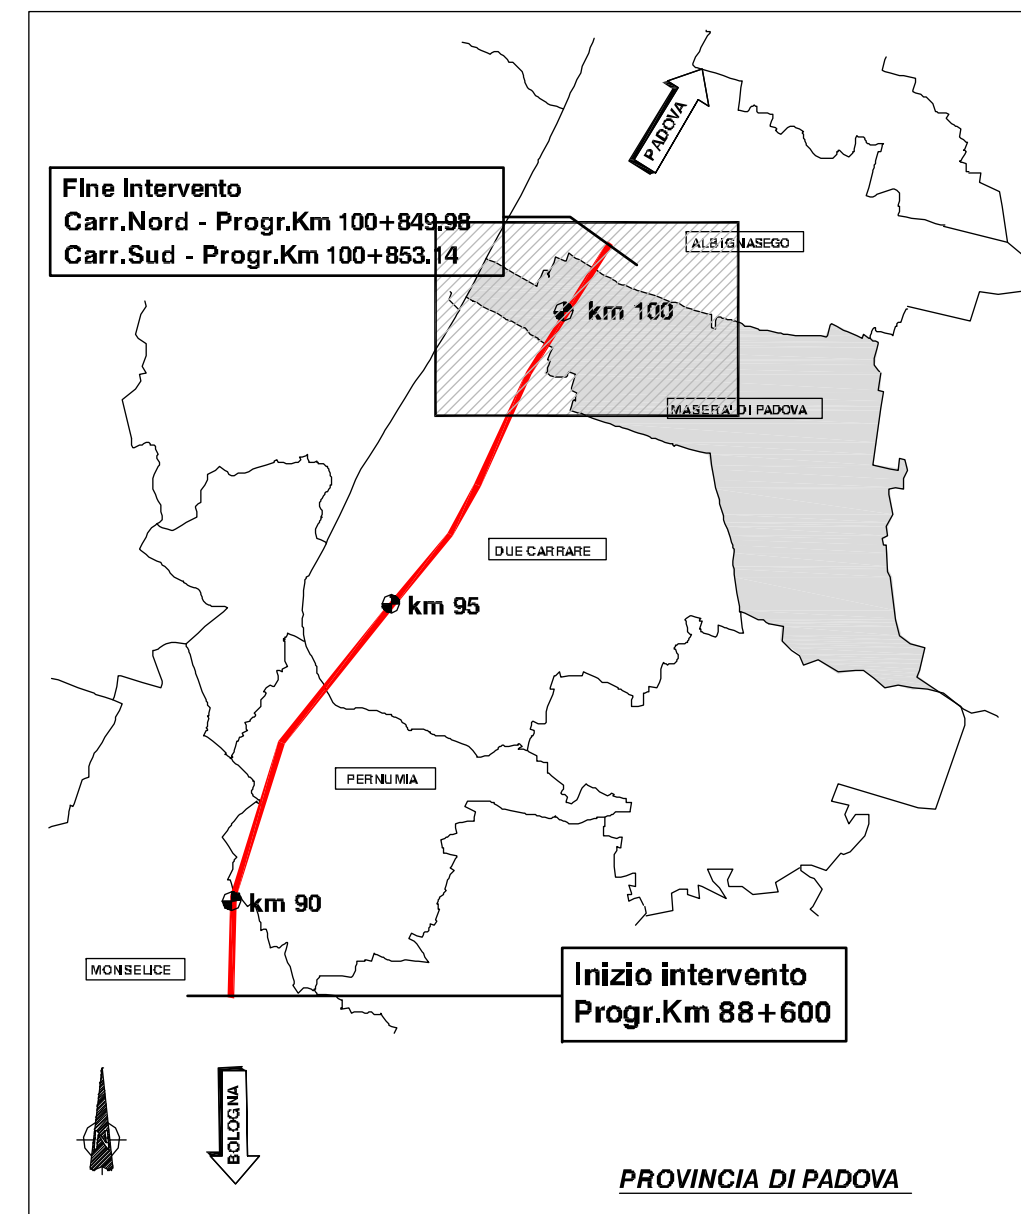 PADOVA
Fine Intervento
Carr.Nord - Progr.Km 100+849.98
Carr.Sud - Progr.Km 100+853.14
ALBIGNASEGO
km 100
MASERA' DI PADOVA
DUE CARRARE
km 95
PERNUMIA
km 90
MONSELICE
Inizio intervento
Progr.Km 88+600
BOLOGNA
PROVINCIA DI PADOVA